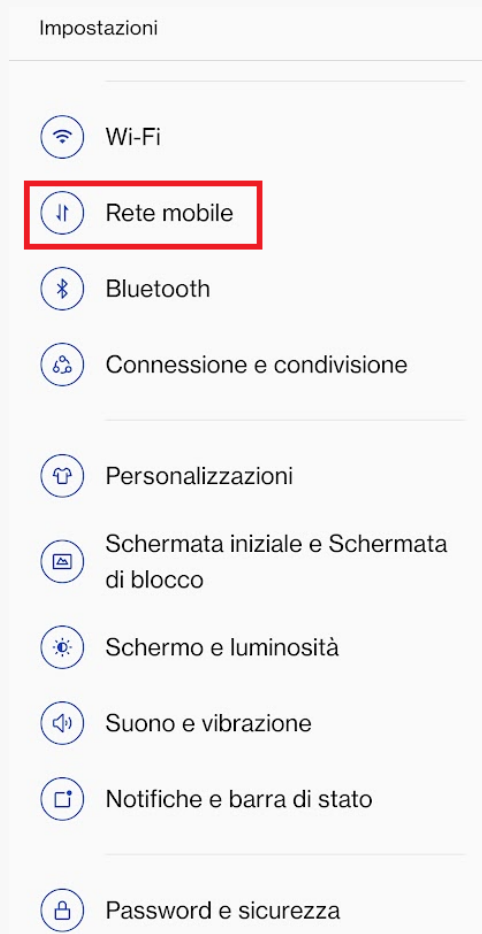 Impostazioni
Wi-Fi
Rete mobile
Bluetooth
Connessione e condivisione
Personalizzazioni
Schermata iniziale e Schermata
di blocco
Schermo e luminosità
Suono e vibrazione
Notifiche e barra di stato
Password e sicurezza